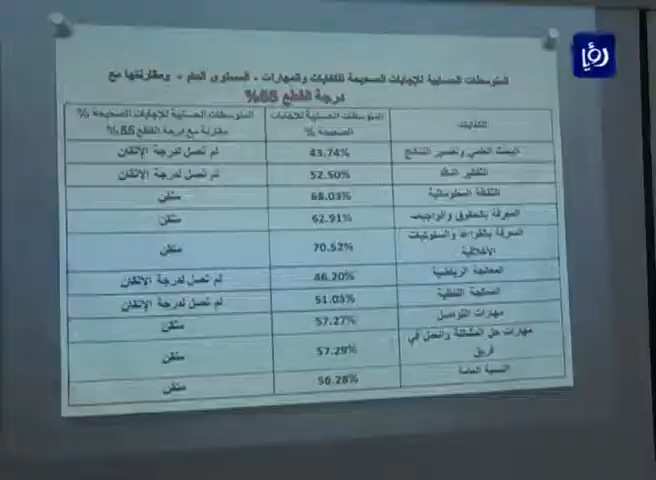 رؤيا
المتوسطات الحسابية للإجابات الصحيحة للكفايات والمهارات - المستوى العام - ومقارنتها مع
درجة القطع 55%
الكفايات المتوسطات الحسابية للإجابات الصحيحة % المتوسطات الحسابية للإجابات الصحيحة % مقارنة مع درجة القطع 55%
البحث العلمي وتفسير النتائج 43.74% لم تصل لدرجة الإتقان
التفكير الناقد 52.50% لم تصل لدرجة الإتقان
الثقافة المعلوماتية 68.03% متقن
المعرفة بالحقوق والواجبات 62.91% متقن
المعرفة بالقواعد والسلوكيات الأخلاقية 70.52% متقن
المعالجة الرياضية 46.20% لم تصل لدرجة الإتقان
المعالجة اللفظية 51.05% لم تصل لدرجة الإتقان
مهارات التواصل 57.27% متقن
مهارات حل المشكلة والعمل في فريق 57.29% متقن
النسبة العامة 56.28% متقن